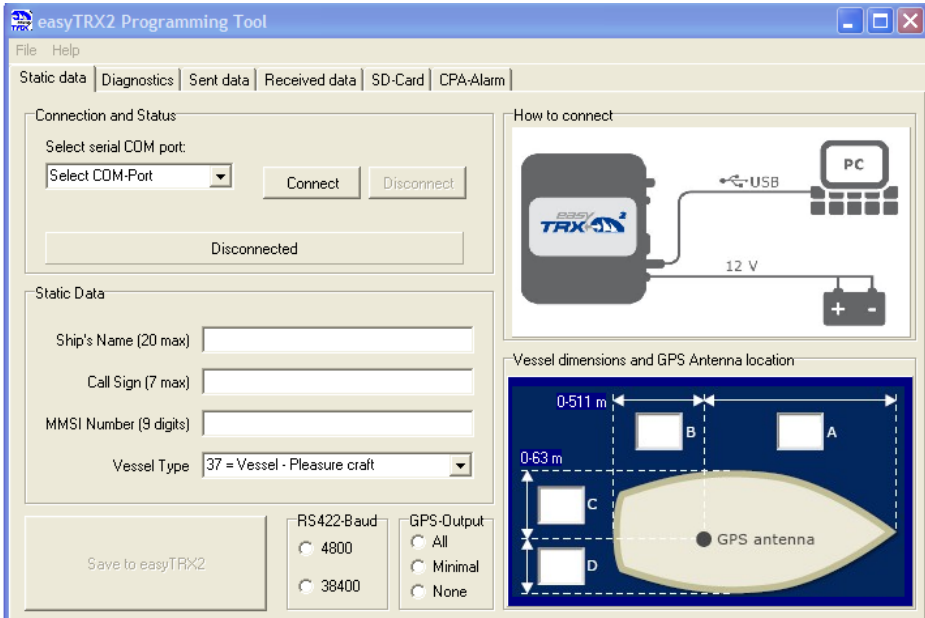 easyTRX2 Programming Tool
File Help
Static data Diagnostics Sent data Received data SD-Card CPA-Alarm
Connection and Status
Select serial COM port:
Select COM-Port
Connect
Disconnect
Disconnected
Static Data
Ship's Name (20 max)
Call Sign (7 max)
MMSI Number (9 digits)
Vessel Type
37 = Vessel - Pleasure craft
Save to easyTRX2
RS422-Baud
4800
38400
GPS-Output
All
Minimal
None
How to connect
easy
TRX 2
USB
PC
12 V
+ -
Vessel dimensions and GPS Antenna location
0-511 m
B
A
0-63 m
C
D
GPS antenna